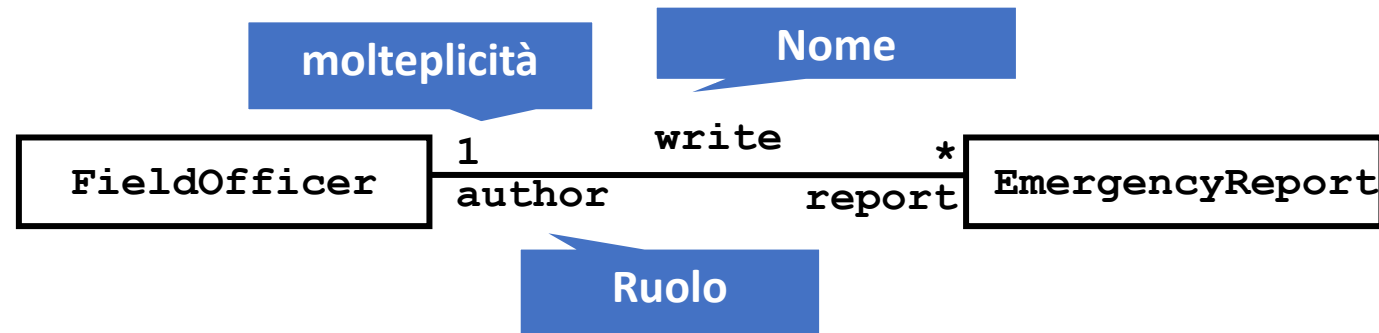 molteplicità
Nome
1
write
*
FieldOfficer
EmergencyReport
author
report
Ruolo